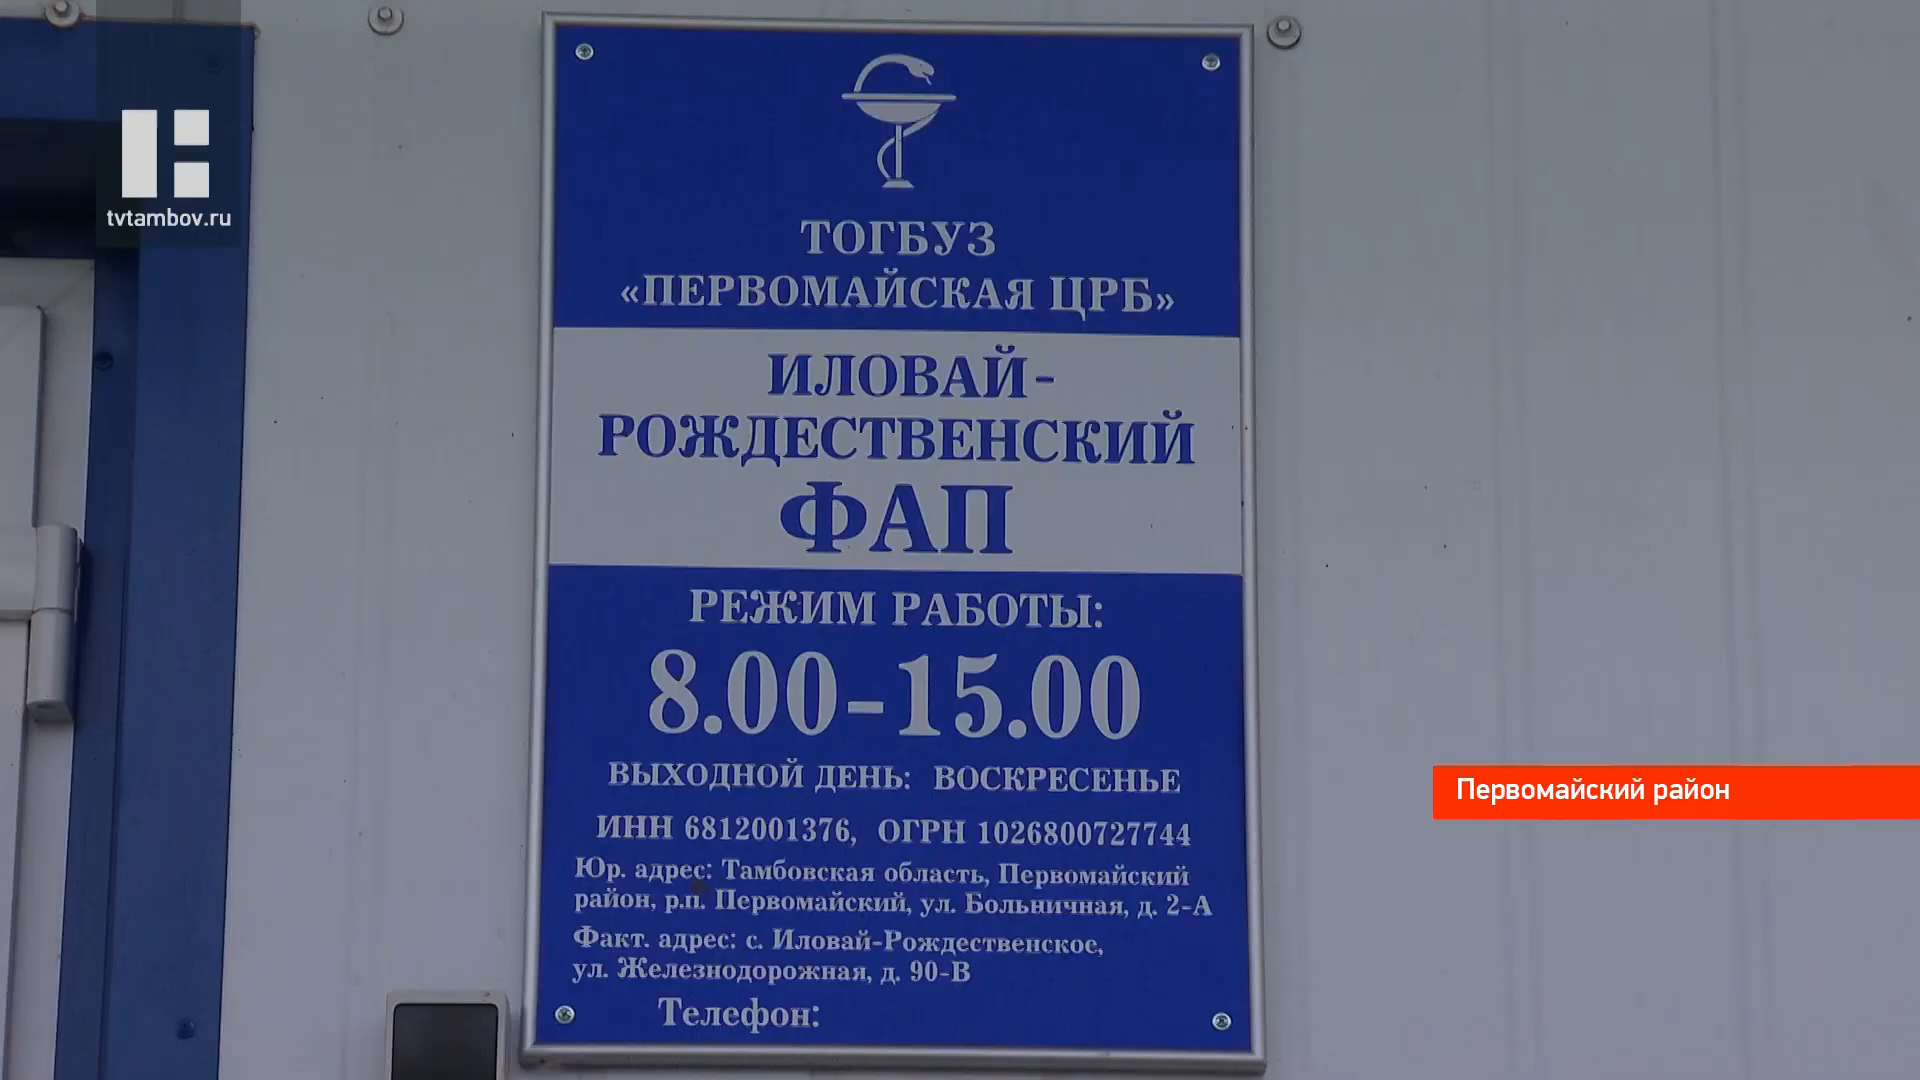 tvtambov.ru
ТОГБУЗ
«ПЕРВОМАЙСКАЯ ЦРБ»
ИЛОВАЙ-
РОЖДЕСТВЕНСКИЙ
ФАП
РЕЖИМ РАБОТЫ:
8.00-15.00
ВЫХОДНОЙ ДЕНЬ: ВОСКРЕСЕНЬЕ
ИНН 6812001376, ОГРН 1026800727744
Юр. адрес: Тамбовская область, Первомайский
район, р.п. Первомайский, ул. Больничная, д. 2-А
Факт. адрес: с. Иловай-Рождественское,
ул. Железнодорожная, д. 90-В
Телефон:
Первомайский район